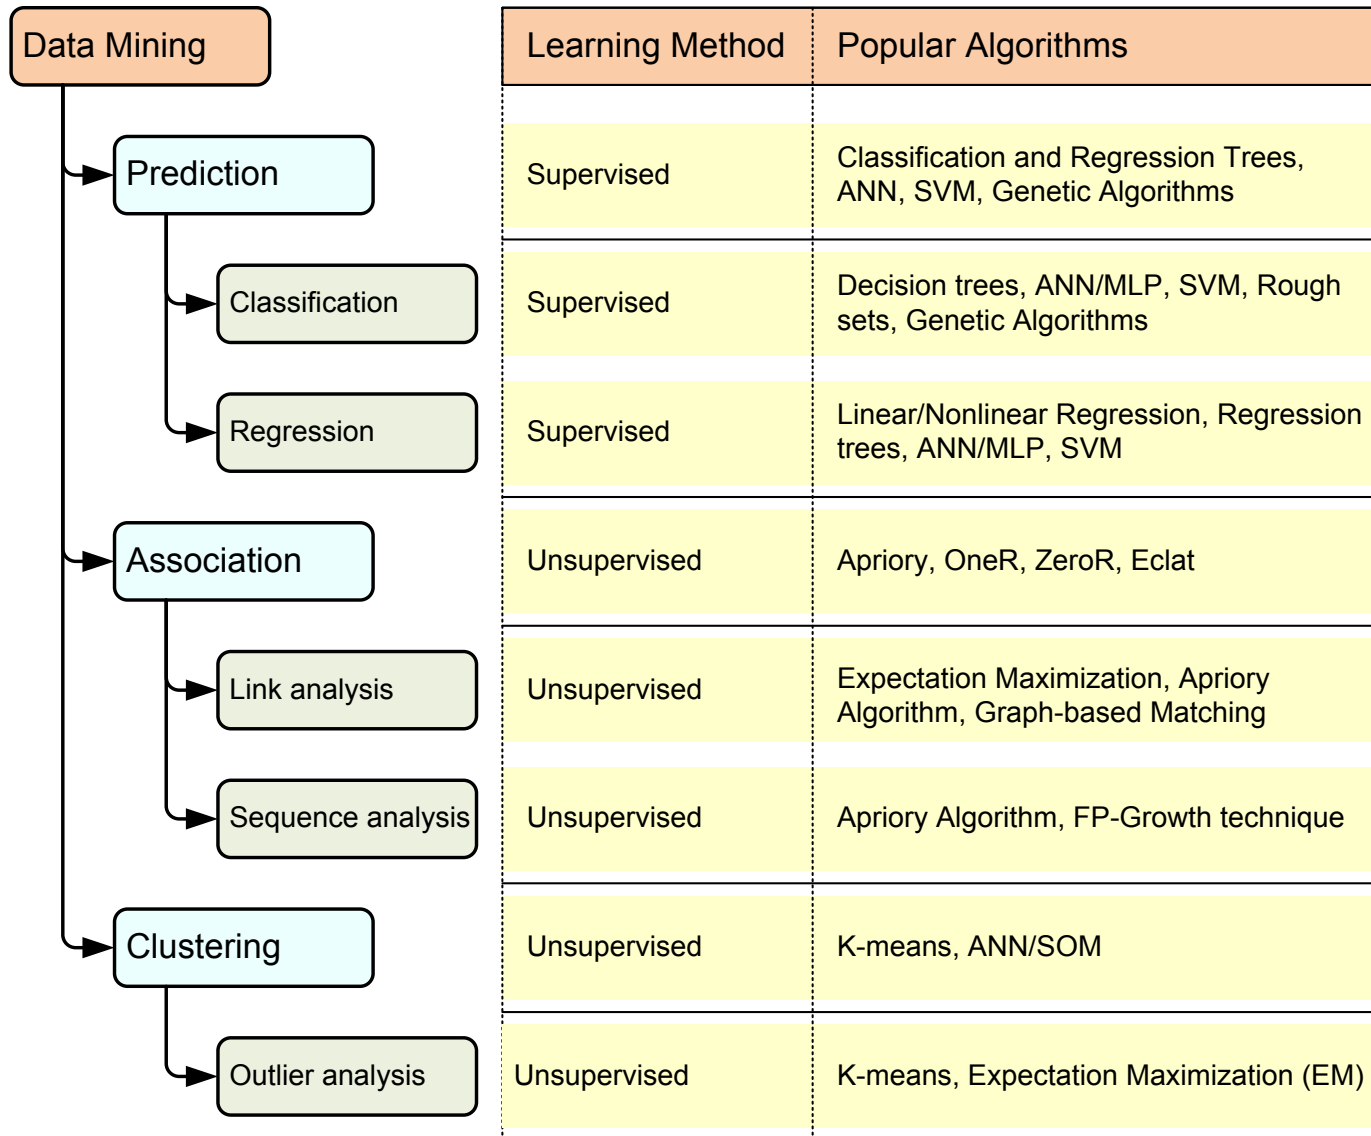 Data Mining
Learning Method
Popular Algorithms
Prediction
Supervised
Classification and Regression Trees,
ANN, SVM, Genetic Algorithms
Classification
Supervised
Decision trees, ANN/MLP, SVM, Rough
sets, Genetic Algorithms
Regression
Supervised
Linear/Nonlinear Regression, Regression
trees, ANN/MLP, SVM
Association
Unsupervised
Apriory, OneR, ZeroR, Eclat
Link analysis
Unsupervised
Expectation Maximization, Apriory
Algorithm, Graph-based Matching
Sequence analysis
Unsupervised
Apriory Algorithm, FP-Growth technique
Clustering
Unsupervised
K-means, ANN/SOM
Outlier analysis
Unsupervised
K-means, Expectation Maximization (EM)